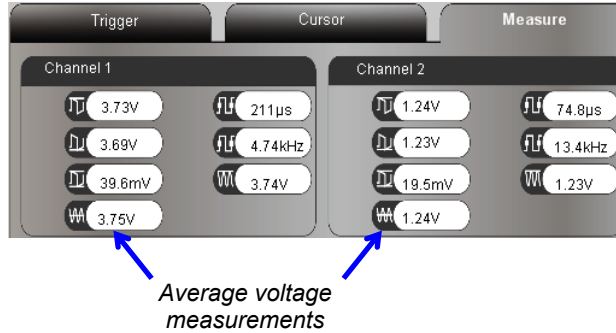 Trigger Cursor Measure
Channel 1 Channel 2
3.73V 211µs 1.24V 74.8µs
3.69V 4.74kHz 1.23V 13.4kHz
39.6mV 3.74V 19.5mV 1.23V
3.75V 1.24V
Average voltage
measurements